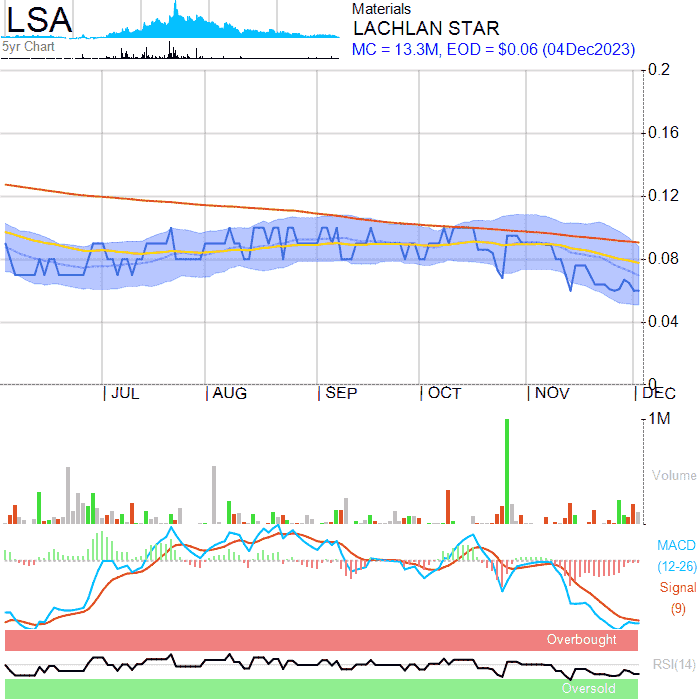 LSA
5yr Chart
Materials
LACHLAN STAR
MC = 13.3M, EOD = $0.06 (04Dec2023)
0.2
0.16
0.12
0.08
0.04
0
JUL AUG SEP OCT NOV DEC
1M
Volume
MACD
(12-26)
Signal
(9)
Overbought
RSI(14)
Oversold